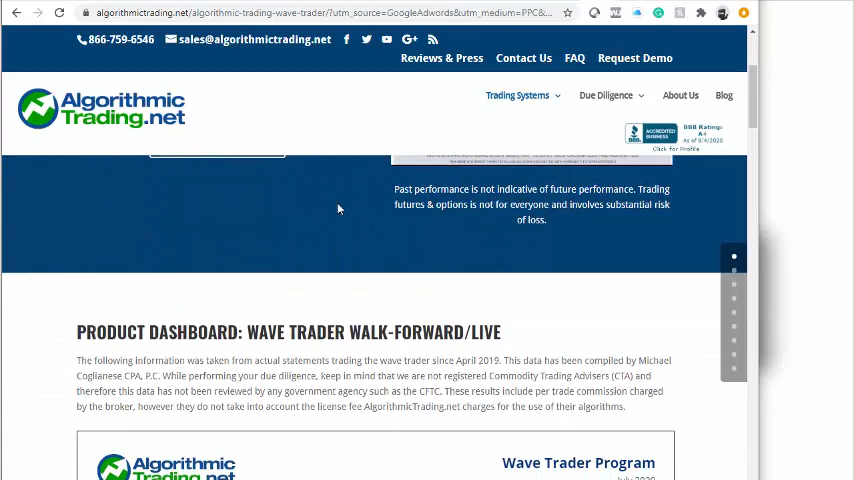 algorithmictrading.net/algorithmic-trading-wave-trader/?utm_source=GoogleAdwords&utm_medium=PPC&...
866-759-6546 sales@algorithmictrading.net
Reviews & Press Contact Us FAQ Request Demo
Algorithmic
Trading.net
Trading Systems Due Diligence About Us Blog
ACCREDITED
BUSINESS
BBB
BBB Rating:
A+
As of 8/4/2020
Click for Profile
Past performance is not indicative of future performance. Trading
futures & options is not for everyone and involves substantial risk
of loss.
PRODUCT DASHBOARD: WAVE TRADER WALK-FORWARD/LIVE
The following information was taken from actual statements trading the wave trader since April 2019. This data has been compiled by Michael
Coglianese CPA, P.C. While performing your due diligence, keep in mind that we are not registered Commodity Trading Advisers (CTA) and
therefore this data has not been reviewed by any government agency such as the CFTC. These results include per trade commission charged
by the broker, however they do not take into account the license fee AlgorithmicTrading.net charges for the use of their algorithms.
Algorithmic
Wave Trader Program
July 2020